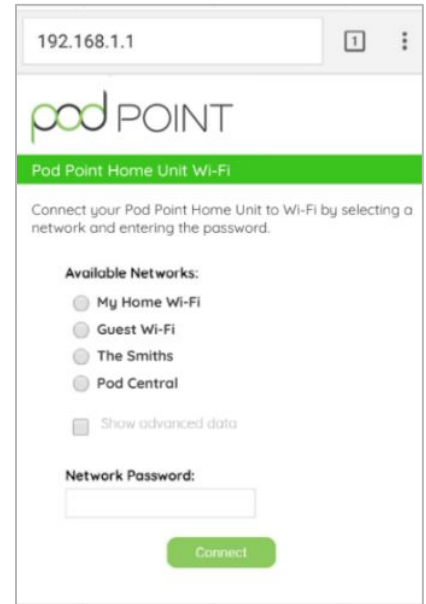 192.168.1.1
1
pod POINT
Pod Point Home Unit Wi-Fi
Connect your Pod Point Home Unit to Wi-Fi by selecting a
network and entering the password.
Available Networks:
My Home Wi-Fi
Guest Wi-Fi
The Smiths
Pod Central
Show advanced data
Network Password:
Connect